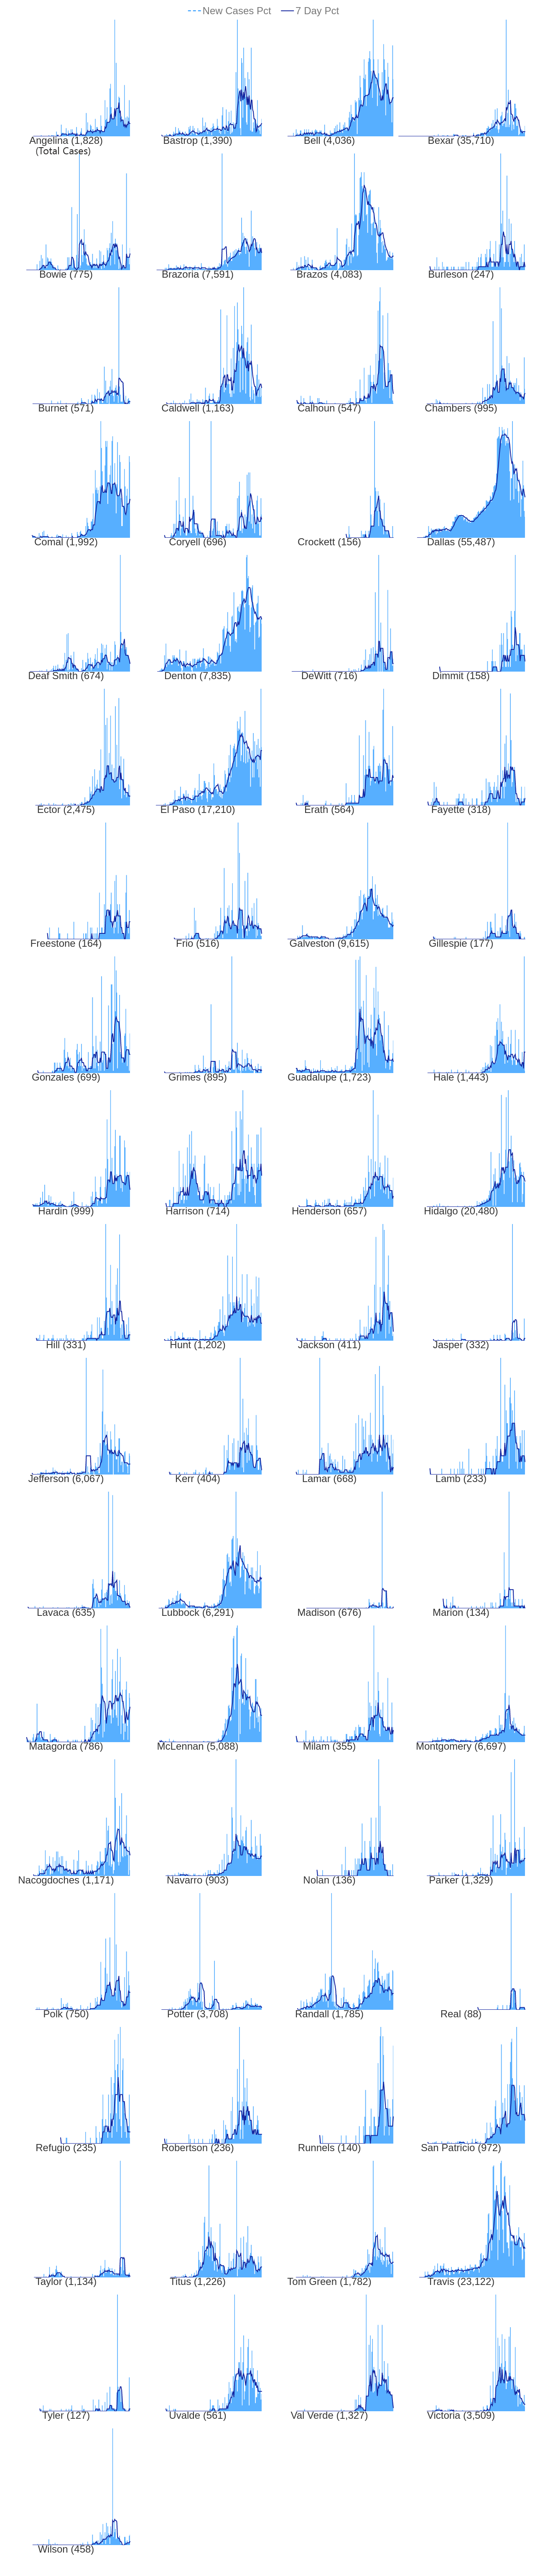 New Cases Pct 7 Day Pct
Angelina (1,828) Bastrop (1,390) Bell (4,036) Bexar (35,710)
(Total Cases)
Bowie (775) Brazoria (7,591) Brazos (4,083) Burleson (247)
Burnet (571) Caldwell (1,163) Calhoun (547) Chambers (995)
Comal (1,992) Coryell (696) Crockett (156) Dallas (55,487)
Deaf Smith (674) Denton (7,835) DeWitt (716) Dimmit (158)
Ector (2,475) El Paso (17,210) Erath (564) Fayette (318)
Freestone (164) Frio (516) Galveston (9,615) Gillespie (177)
Gonzales (699) Grimes (895) Guadalupe (1,723) Hale (1,443)
Hardin (999) Harrison (714) Henderson (657) Hidalgo (20,480)
Hill (331) Hunt (1,202) Jackson (411) Jasper (332)
Jefferson (6,067) Kerr (404) Lamar (668) Lamb (233)
Lavaca (635) Lubbock (6,291) Madison (676) Marion (134)
Matagorda (786) McLennan (5,088) Milam (355) Montgomery (6,697)
Nacogdoches (1,171) Navarro (903) Nolan (136) Parker (1,329)
Polk (750) Potter (3,708) Randall (1,785) Real (88)
Refugio (235) Robertson (236) Runnels (140) San Patricio (972)
Taylor (1,134) Titus (1,226) Tom Green (1,782) Travis (23,122)
Tyler (127) Uvalde (561) Val Verde (1,327) Victoria (3,509)
Wilson (458)